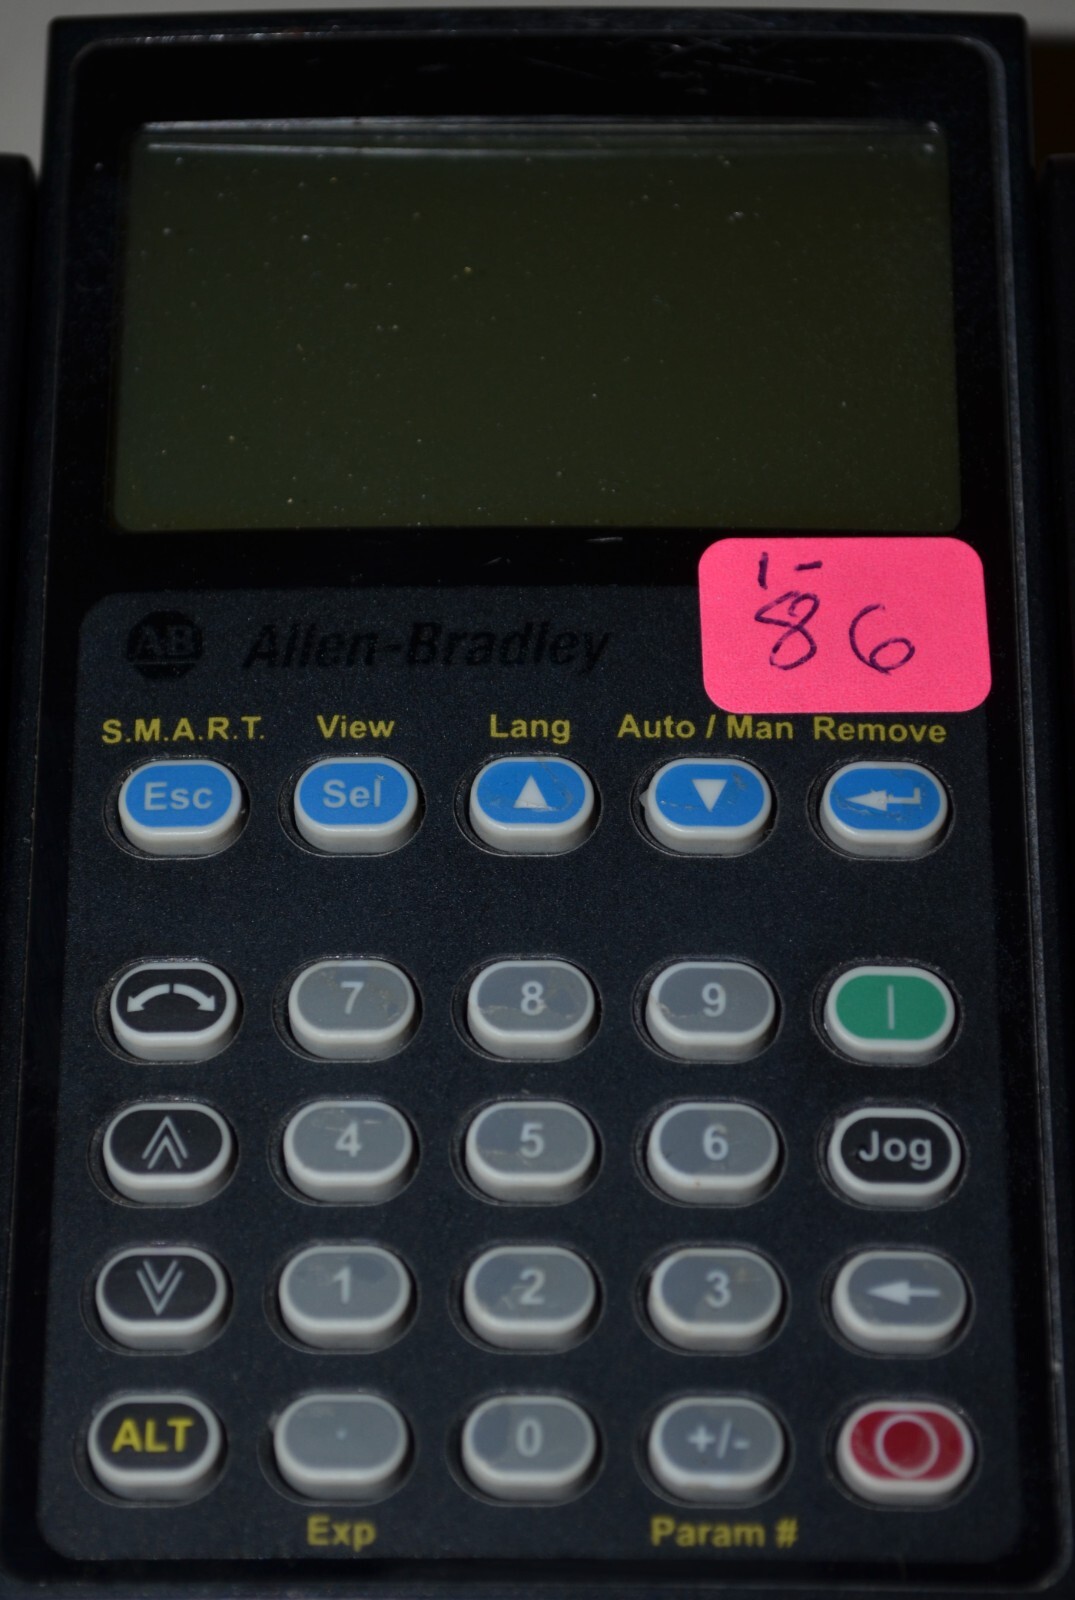 1-
86
AB Allen-Bradley
S.M.A.R.T. View Lang Auto / Man Remove
Esc Sel
7 8 9 |
4 5 6 Jog
1 2 3
ALT . 0 +/-
Exp Param #